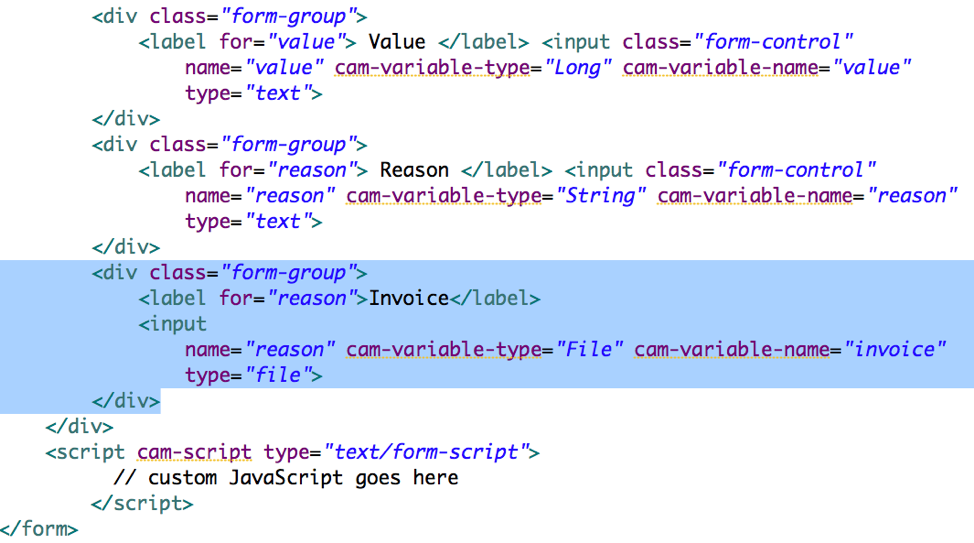 <div class="form-group">
<label for="value"> Value </label> <input class="form-control"
name="value" cam-variable-type="Long" cam-variable-name="value"
type="text">
</div>
<div class="form-group">
<label for="reason"> Reason </label> <input class="form-control"
name="reason" cam-variable-type="String" cam-variable-name="reason"
type="text">
</div>
<div class="form-group">
<label for="reason">Invoice</label>
<input
name="reason" cam-variable-type="File" cam-variable-name="invoice"
type="file">
</div>
</div>
<script cam-script type="text/form-script">
// custom JavaScript goes here
</script>
</form>